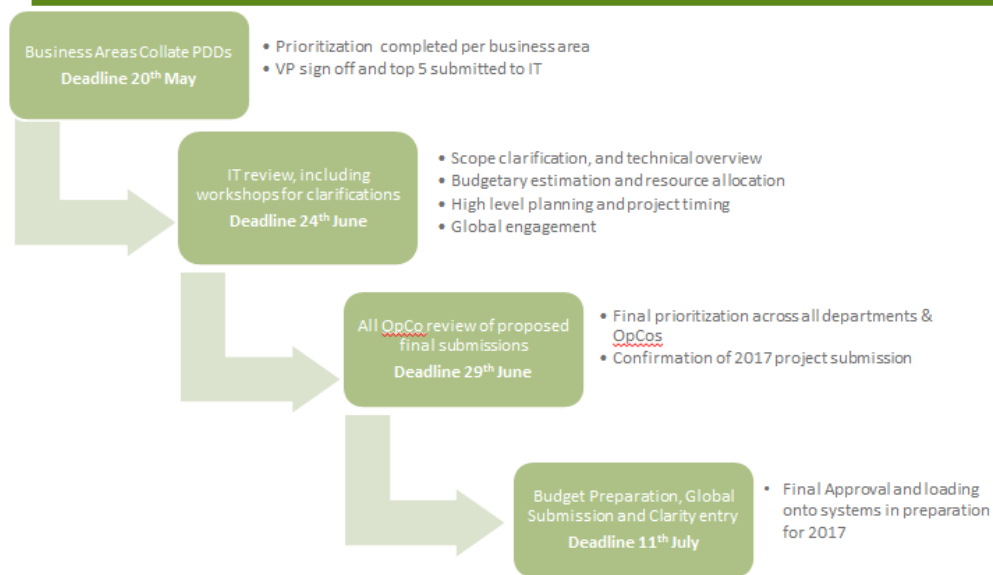 Business Areas Collate PDDs
Deadline 20th May
• Prioritization completed per business area
• VP sign off and top 5 submitted to IT
IT review, including
workshops for clarifications
Deadline 24th June
• Scope clarification, and technical overview
• Budgetary estimation and resource allocation
• High level planning and project timing
• Global engagement
All OpCo review of proposed
final submissions
Deadline 29th June
• Final prioritization across all departments &
OpCos
• Confirmation of 2017 project submission
Budget Preparation, Global
Submission and Clarity entry
Deadline 11th July
• Final Approval and loading
onto systems in preparation
for 2017